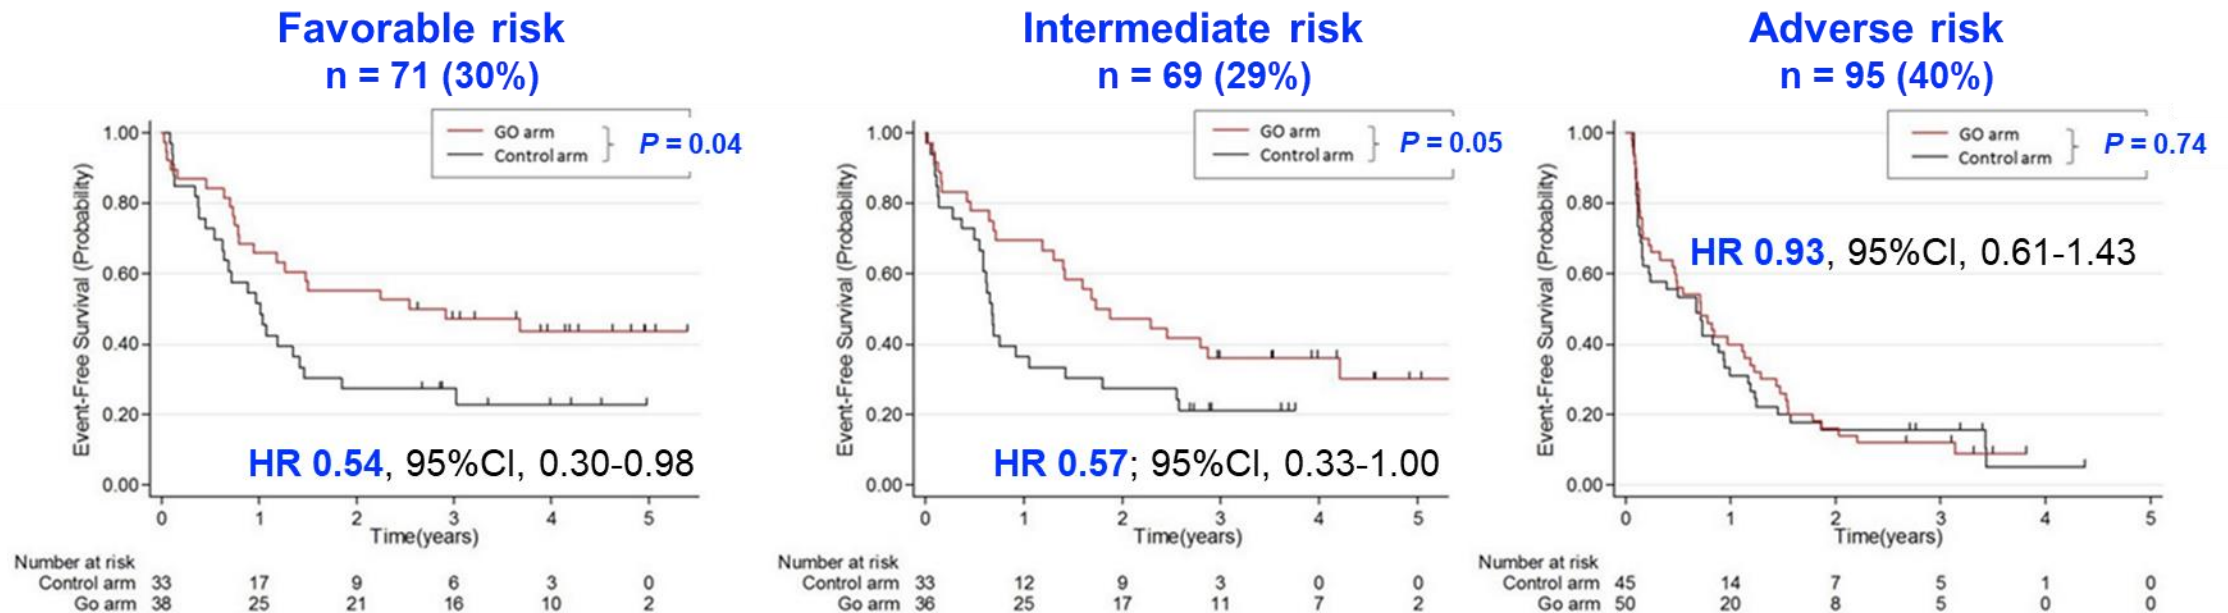 Favorable risk
n = 71 (30%)
GO arm
Control arm
P = 0.04
Event-Free Survival (Probability)
1.00
0.80
0.60
0.40
0.20
0.00
HR 0.54, 95%CI, 0.30-0.98
0 1 2 3 4 5
Time(years)
Number at risk
Control arm 33 17 9 6 3 0
Go arm 38 25 21 16 10 2
Intermediate risk
n = 69 (29%)
GO arm
Control arm
P = 0.05
Event-Free Survival (Probability)
1.00
0.80
0.60
0.40
0.20
0.00
HR 0.57; 95%CI, 0.33-1.00
0 1 2 3 4 5
Time(years)
Number at risk
Control arm 33 12 9 3 0 0
Go arm 36 25 17 11 7 2
Adverse risk
n = 95 (40%)
GO arm
Control arm
P = 0.74
Event-Free Survival (Probability)
1.00
0.80
0.60
0.40
0.20
0.00
HR 0.93, 95%CI, 0.61-1.43
0 1 2 3 4 5
Time(years)
Number at risk
Control arm 45 14 7 5 1 0
Go arm 50 20 8 5 0 0